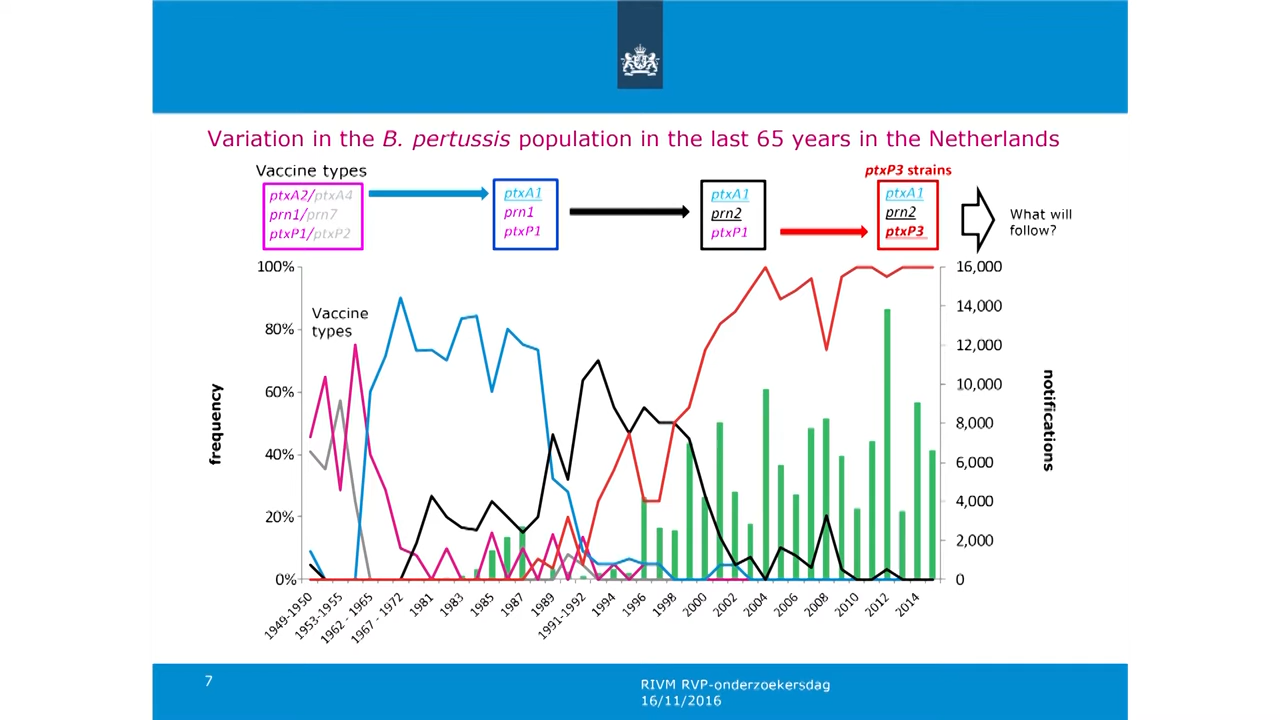 Variation in the B. pertussis population in the last 65 years in the Netherlands
Vaccine types
ptxA2/ptxA4
prn1/prn7
ptxP1/ptxP2
ptxA1
prn1
ptxP1
ptxA1
prn2
ptxP1
ptxP3 strains
ptxA1
prn2
ptxP3
What will
follow?
100%
80%
60%
40%
20%
0%
frequency
Vaccine
types
16,000
14,000
12,000
10,000
8,000
6,000
4,000
2,000
0
notifications
1949-1950
1953-1955
1962 - 1965
1967 - 1972
1981
1983
1985
1987
1989
1991-1992
1994
1996
1998
2000
2002
2004
2006
2008
2010
2012
2014
7
RIVM RVP-onderzoekersdag
16/11/2016